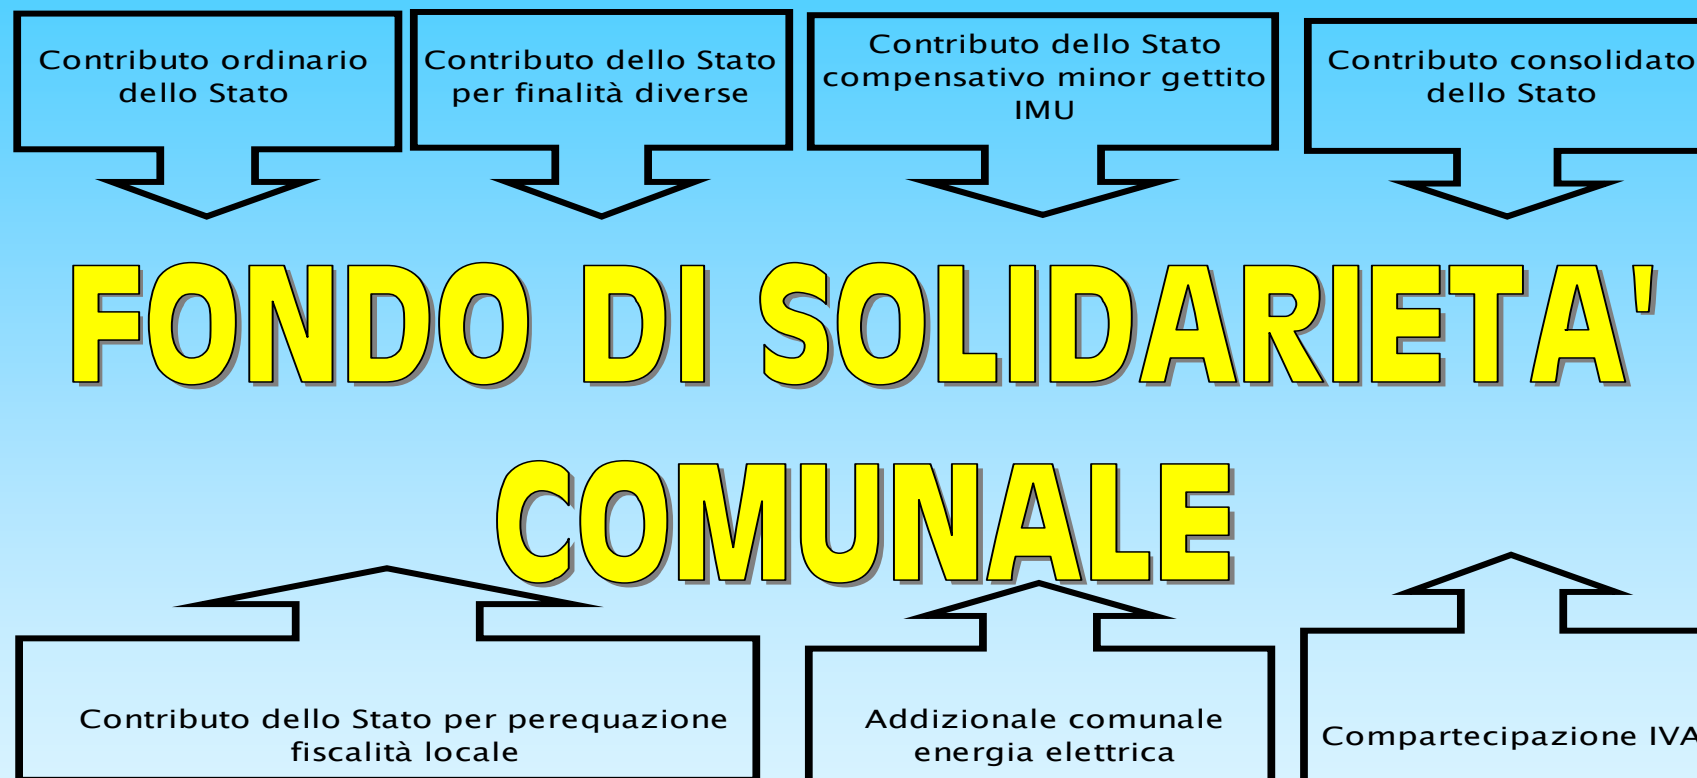 Contributo ordinario
dello Stato
Contributo dello Stato
per finalità diverse
Contributo dello Stato
compensativo minor gettito
IMU
Contributo consolidato
dello Stato
FONDO DI SOLIDARIETA'
COMUNALE
Contributo dello Stato per perequazione
fiscalità locale
Addizionale comunale
energia elettrica
Compartecipazione IVA